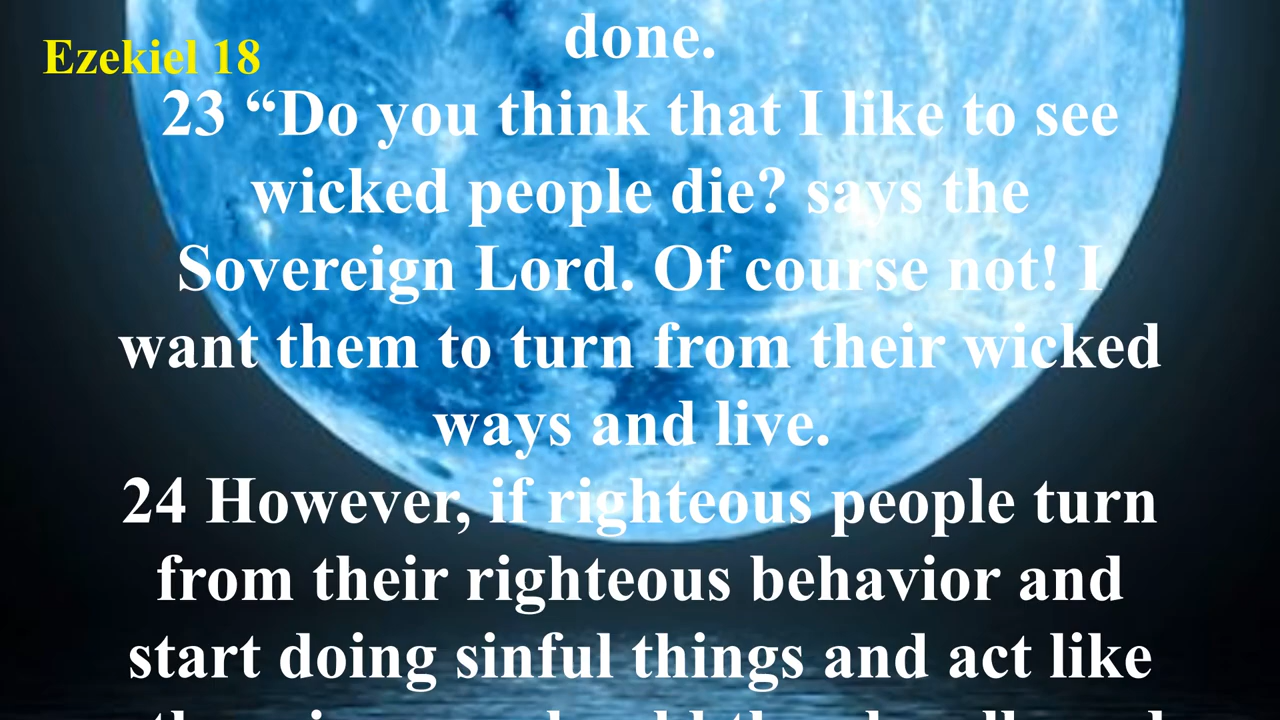 done.
Ezekiel 18
23 “Do you think that I like to see
wicked people die? says the
Sovereign Lord. Of course not! I
want them to turn from their wicked
ways and live.
24 However, if righteous people turn
from their righteous behavior and
start doing sinful things and act like